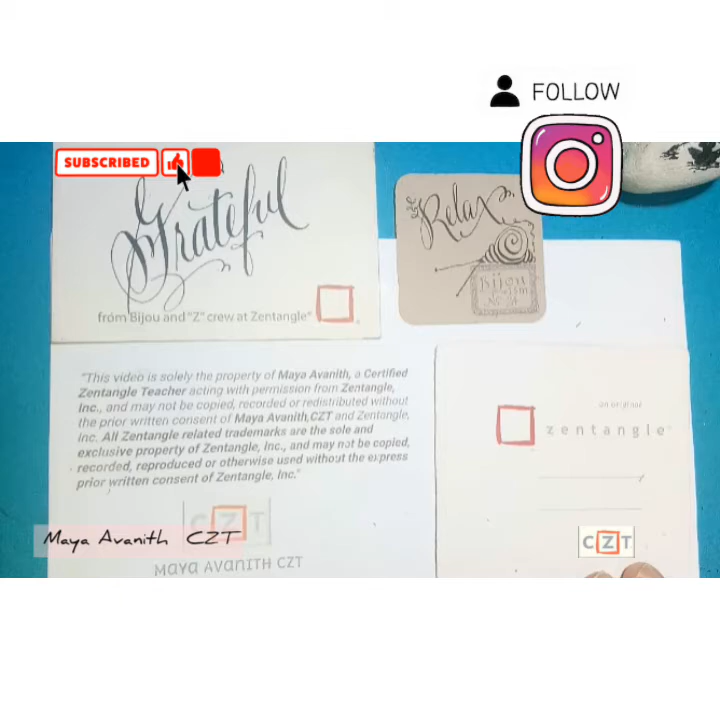 FOLLOW
SUBSCRIBED
Grateful
from Bijou and "Z" crew at Zentangle®
Relax
Bijou
"This video is solely the property of Maya Avanith, a Certified
Zentangle Teacher acting with permission from Zentangle,
Inc., and may not be copied, recorded or redistributed without
the prior written consent of Maya Avanith,CZT and Zentangle,
Inc. All Zentangle related trademarks are the sole and
exclusive property of Zentangle, Inc., and may not be copied,
recorded, reproduced or otherwise used without the express
prior written consent of Zentangle, Inc."
CZT
Maya Avanith CZT
MAYA AVANITH CZT
an original
zentangle®
CZT